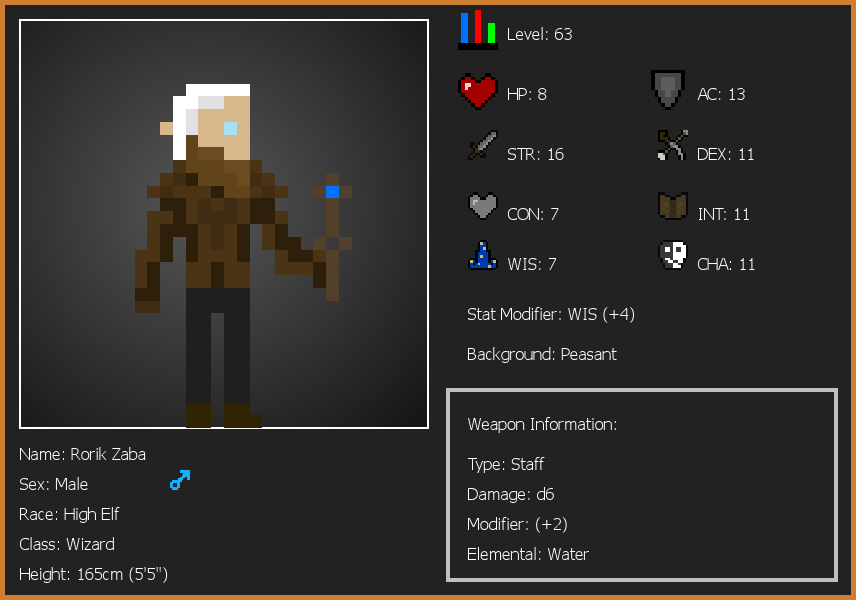 Level: 63
HP: 8
AC: 13
STR: 16
DEX: 11
CON: 7
INT: 11
WIS: 7
CHA: 11
Stat Modifier: WIS (+4)
Background: Peasant
Weapon Information:
Type: Staff
Damage: d6
Modifier: (+2)
Elemental: Water
Name: Rorik Zaba
Sex: Male
Race: High Elf
Class: Wizard
Height: 165cm (5'5")